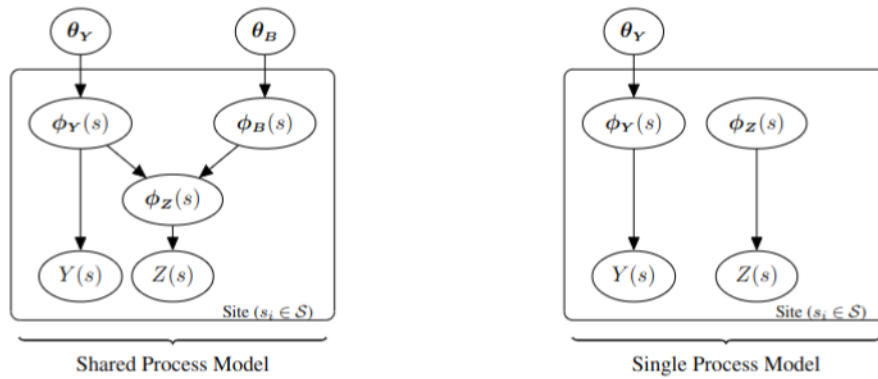 θ_Y θ_B θ_Y
ϕ_Y(s) ϕ_B(s) ϕ_Y(s) ϕ_Z(s)
ϕ_Z(s)
Y(s) Z(s) Y(s) Z(s)
Site (s_i ∈ 𝒮) Site (s_i ∈ 𝒮)
Shared Process Model Single Process Model